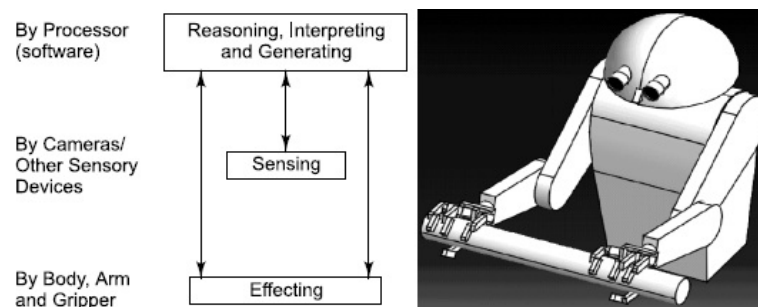 By Processor
(software)
Reasoning, Interpreting
and Generating
By Cameras/
Other Sensory
Devices
Sensing
By Body, Arm
and Gripper
Effecting